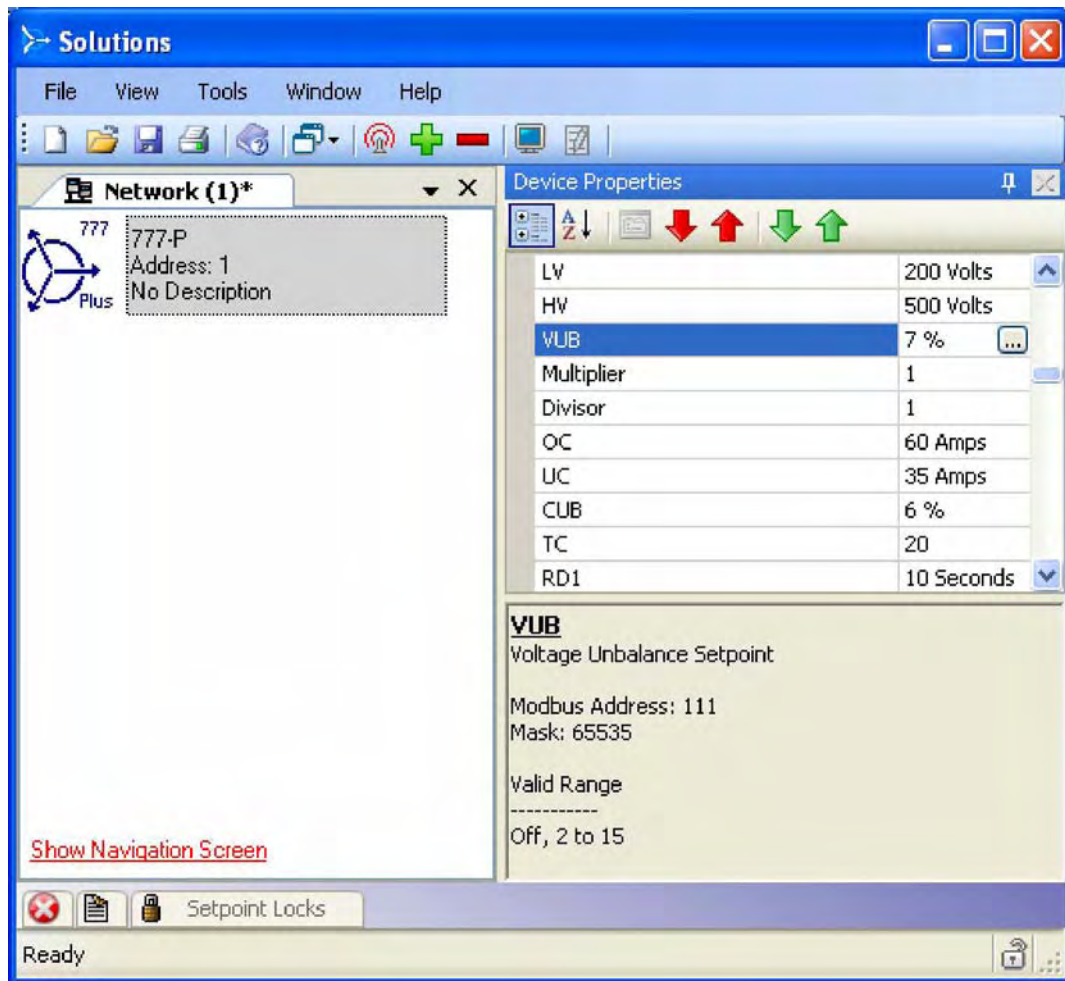 Solutions
File View Tools Window Help
Network (1)*
777
Plus
777-P
Address: 1
No Description
Show Navigation Screen
Device Properties
A
Z
LV 200 Volts
HV 500 Volts
VUB 7 % ...
Multiplier 1
Divisor 1
OC 60 Amps
UC 35 Amps
CUB 6 %
TC 20
RD1 10 Seconds
VUB
Voltage Unbalance Setpoint
Modbus Address: 111
Mask: 65535
Valid Range
-----------
Off, 2 to 15
Setpoint Locks
Ready